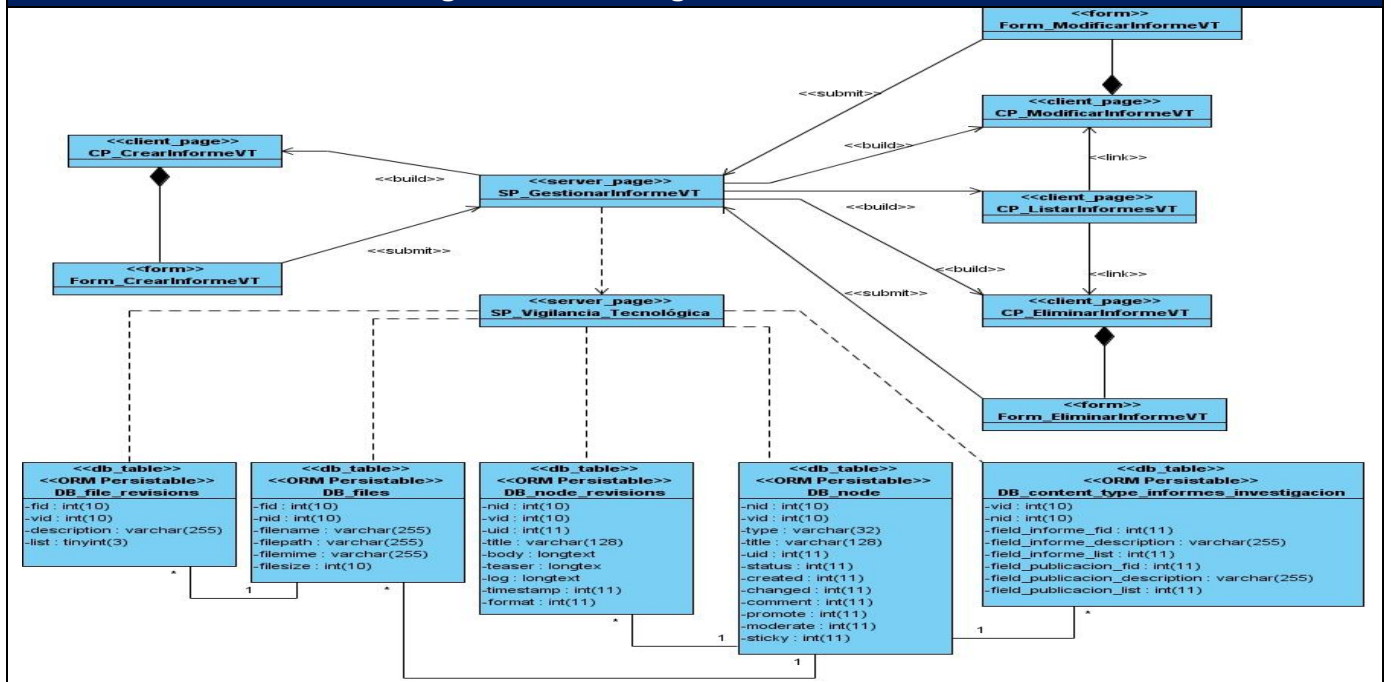 <<form>>
Form_ModificarInformeVT
<<submit>>
<<client_page>>
CP_ModificarInformeVT
<<client_page>>
CP_CrearInformeVT
<<build>>
<<link>>
<<build>>
<<server_page>>
SP_GestionarInformeVT
<<client_page>>
CP_ListarInformesVT
<<build>>
<<submit>>
<<form>>
Form_CrearInformeVT
<<build>>
<<link>>
<<submit>>
<<server_page>>
SP_Vigilancia_Tecnológica
<<client_page>>
CP_EliminarInformeVT
<<form>>
Form_EliminarInformeVT
<<db_table>>
<<ORM Persistable>>
DB_file_revisions
-fid : int(10)
-vid : int(10)
-description : varchar(255)
-list : tinyint(3)
<<db_table>>
<<ORM Persistable>>
DB_files
-fid : int(10)
-nid : int(10)
-filename : varchar(255)
-filepath : varchar(255)
-filemime : varchar(255)
-filesize : int(10)
<<db_table>>
<<ORM Persistable>>
DB_node_revisions
-nid : int(10)
-vid : int(10)
-uid : int(11)
-title : varchar(128)
-body : longtext
-teaser : longtex
-log : longtext
-timestamp : int(11)
-format : int(11)
<<db_table>>
<<ORM Persistable>>
DB_node
-nid : int(10)
-vid : int(10)
-type : varchar(32)
-title : varchar(128)
-uid : int(11)
-status : int(11)
-created : int(11)
-changed : int(11)
-comment : int(11)
-promote : int(11)
-moderate : int(11)
-sticky : int(11)
<<db_table>>
<<ORM Persistable>>
DB_content_type_informes_investigacion
-vid : int(10)
-nid : int(10)
-field_informe_fid : int(11)
-field_informe_description : varchar(255)
-field_informe_list : int(11)
-field_publicacion_fid : int(11)
-field_publicacion_description : varchar(255)
-field_publicacion_list : int(11)
*
1
*
*
1
1
*
1